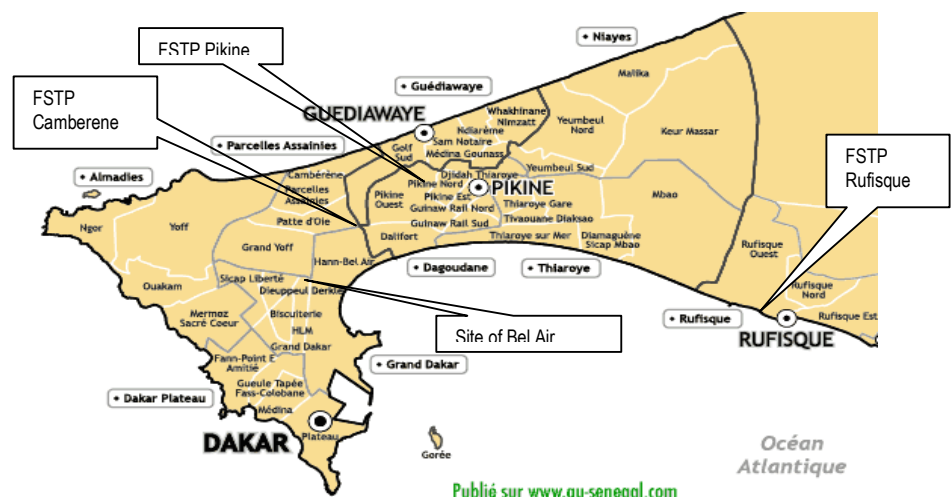 FSTP Pikine
FSTP
Camberene
FSTP
Rufisque
Site of Bel Air
• Niayes
• Guédiawaye
• Parcelles Assainies
• Almadies
• Dagoudane
• Thiaroye
• Rufisque
• Grand Dakar
• Dakar Plateau
GUEDIAWAYE
PIKINE
RUFISQUE
DAKAR
Malika
Keur Massar
Yeumbeul
Nord
Whakhinane
Nimzatt
Ndiarème
Sam Notaire
Médina Gounass
Golf
Sud
Yeumbeul Sud
Djidah Thiaroye
Pikine Nord
Pikine Est
Pikine
Ouest
Guinaw Rail Nord
Guinaw Rail Sud
Dalifort
Thiaroye Gare
Tivaouane Diaksao
Thiaroye sur Mer
Diamaguène
Sicap Mbao
Mbao
Rufisque
Ouest
Rufisque
Nord
Rufisque Est
Cambérène
Parcelles
Assainies
Patte d'Oie
Grand Yoff
Hann-Bel Air
Ngor
Yoff
Ouakam
Mermoz
Sacré Coeur
Sicap Liberté
Dieuppeul Derkle
Biscuiterie
HLM
Grand Dakar
Fann-Point E
Amitié
Gueule Tapée
Fass-Colobane
Médina
Plateau
Gorée
Océan
Atlantique
Publié sur www.au-senegal.com